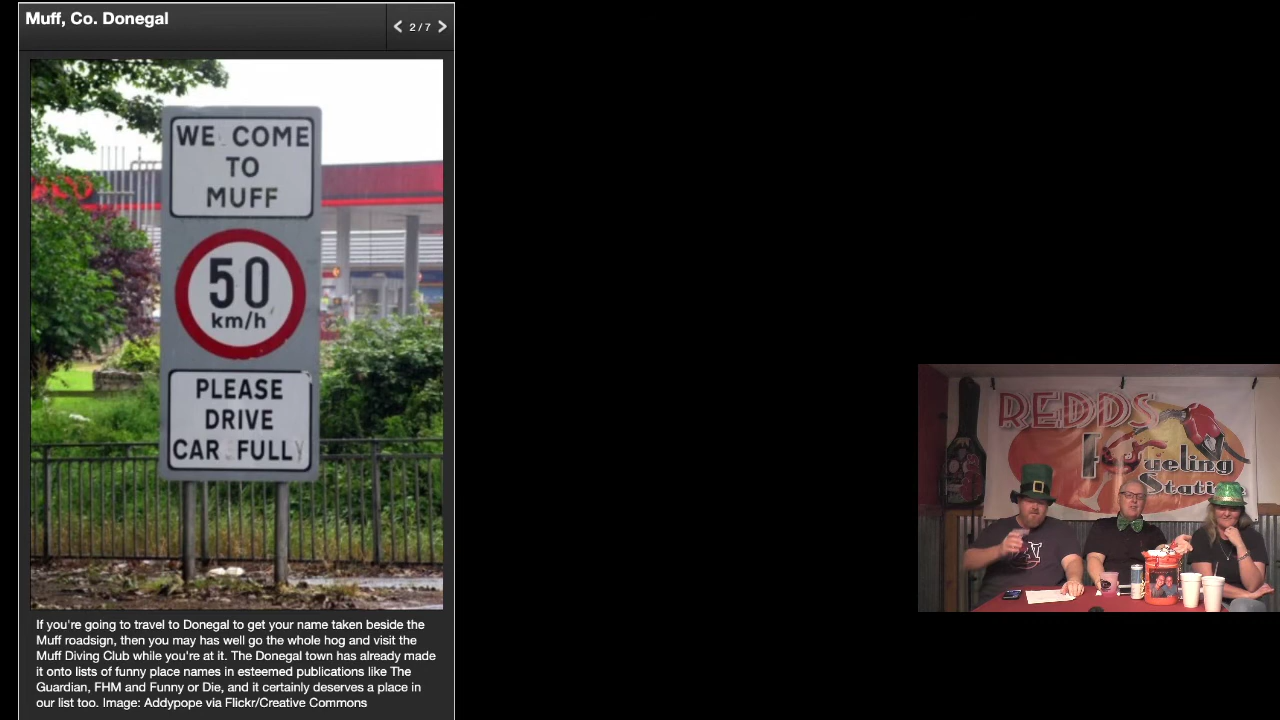 Muff, Co. Donegal
2 / 7
WE COME
TO
MUFF
50
km/h
PLEASE
DRIVE
CAR FULLY
If you're going to travel to Donegal to get your name taken beside the
Muff roadsign, then you may has well go the whole hog and visit the
Muff Diving Club while you're at it. The Donegal town has already made
it onto lists of funny place names in esteemed publications like The
Guardian, FHM and Funny or Die, and it certainly deserves a place in
our list too. Image: Addypope via Flickr/Creative Commons
REDDS
Fueling